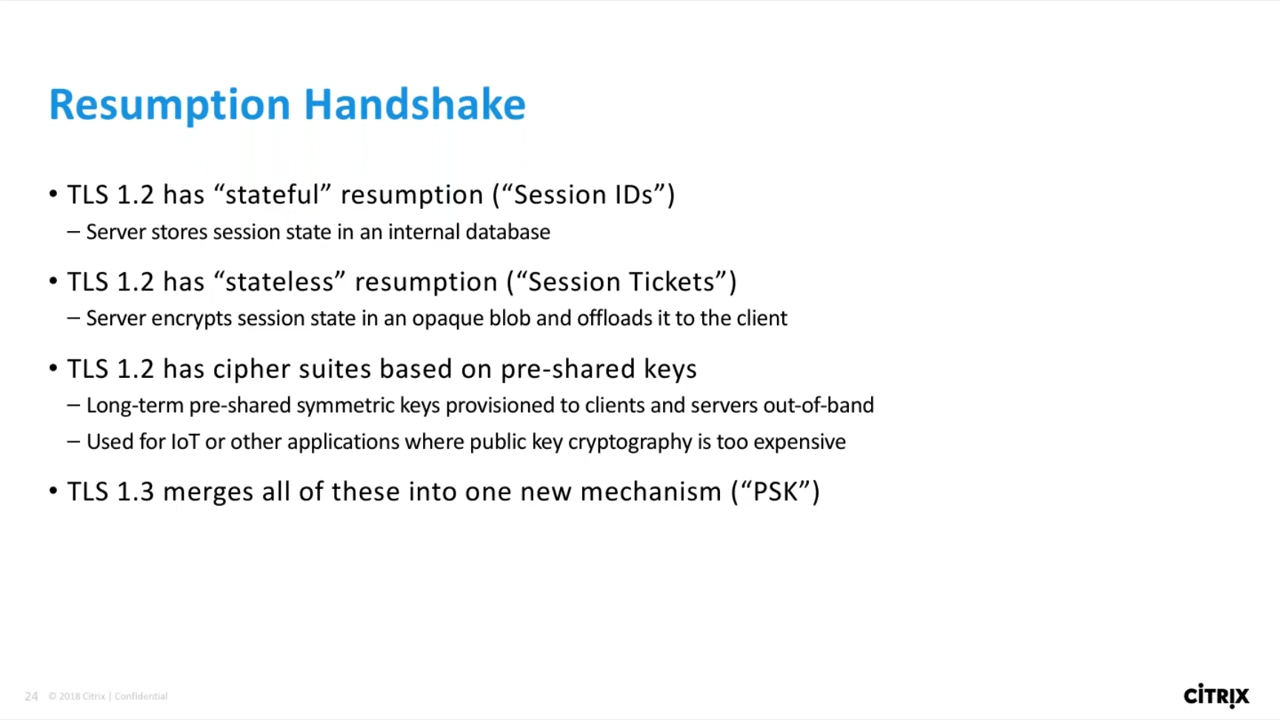 Resumption Handshake
• TLS 1.2 has “stateful” resumption (“Session IDs”)
– Server stores session state in an internal database
• TLS 1.2 has “stateless” resumption (“Session Tickets”)
– Server encrypts session state in an opaque blob and offloads it to the client
• TLS 1.2 has cipher suites based on pre-shared keys
– Long-term pre-shared symmetric keys provisioned to clients and servers out-of-band
– Used for IoT or other applications where public key cryptography is too expensive
• TLS 1.3 merges all of these into one new mechanism (“PSK”)
24 © 2018 Citrix | Confidential
CİTRIX